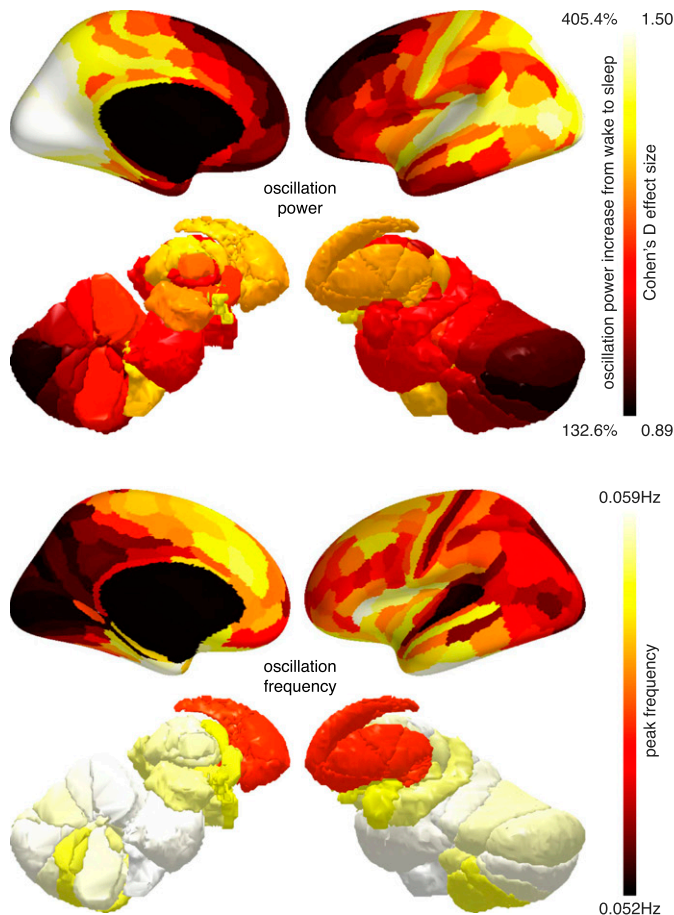 405.4% 1.50
oscillation power increase from wake to sleep
Cohen's D effect size
oscillation
power
132.6% 0.89
0.059Hz
peak frequency
oscillation
frequency
0.052Hz